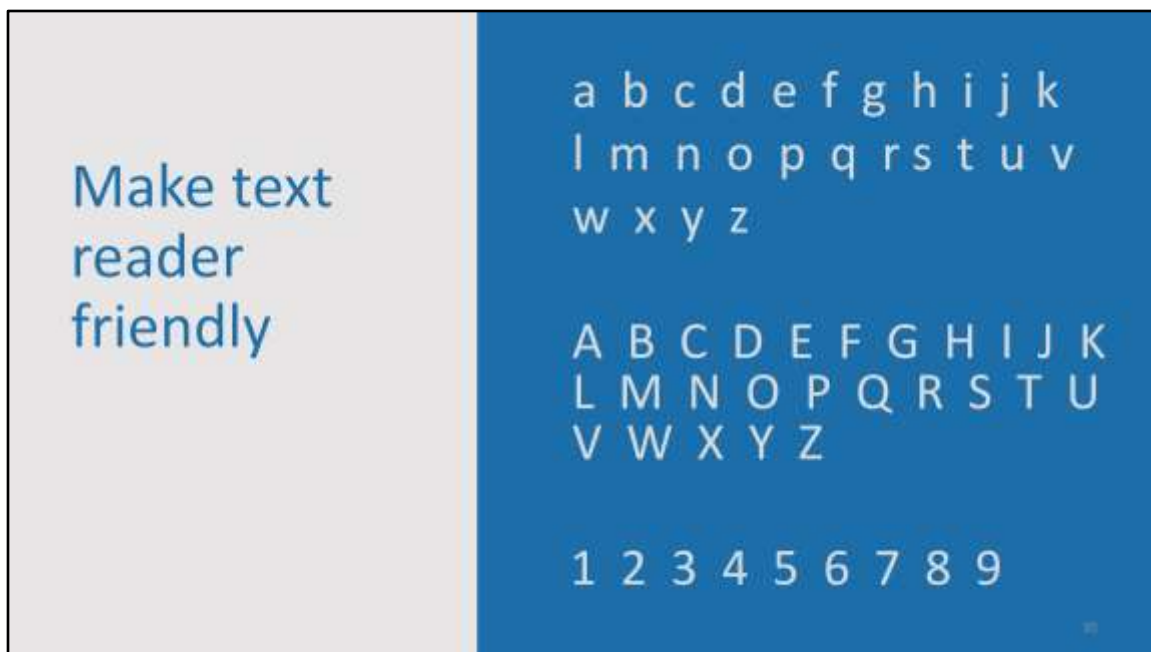 Make text
reader
friendly
a b c d e f g h i j k
l m n o p q r s t u v
w x y z
A B C D E F G H I J K
L M N O P Q R S T U
V W X Y Z
1 2 3 4 5 6 7 8 9